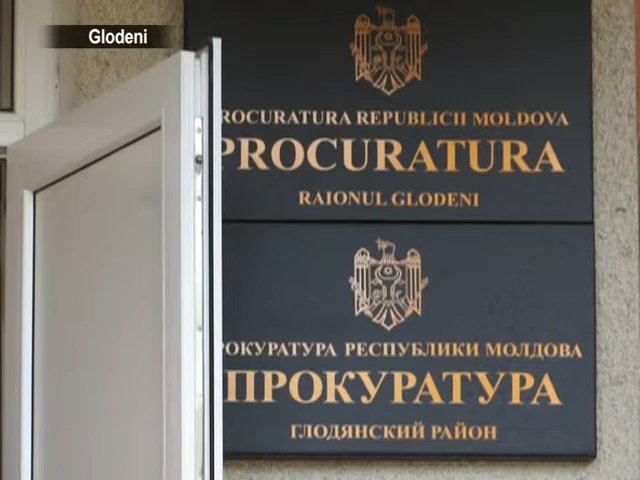 Glodeni
ROCURATURA REPUBLICII MOLDOVA
PROCURATURA
RAIONUL GLODENI
РОКУРАТУРА РЕСПУБЛИКИ МОЛДОВА
ПРОКУРАТУРА
ГЛОДЯНСКИЙ РАЙОН